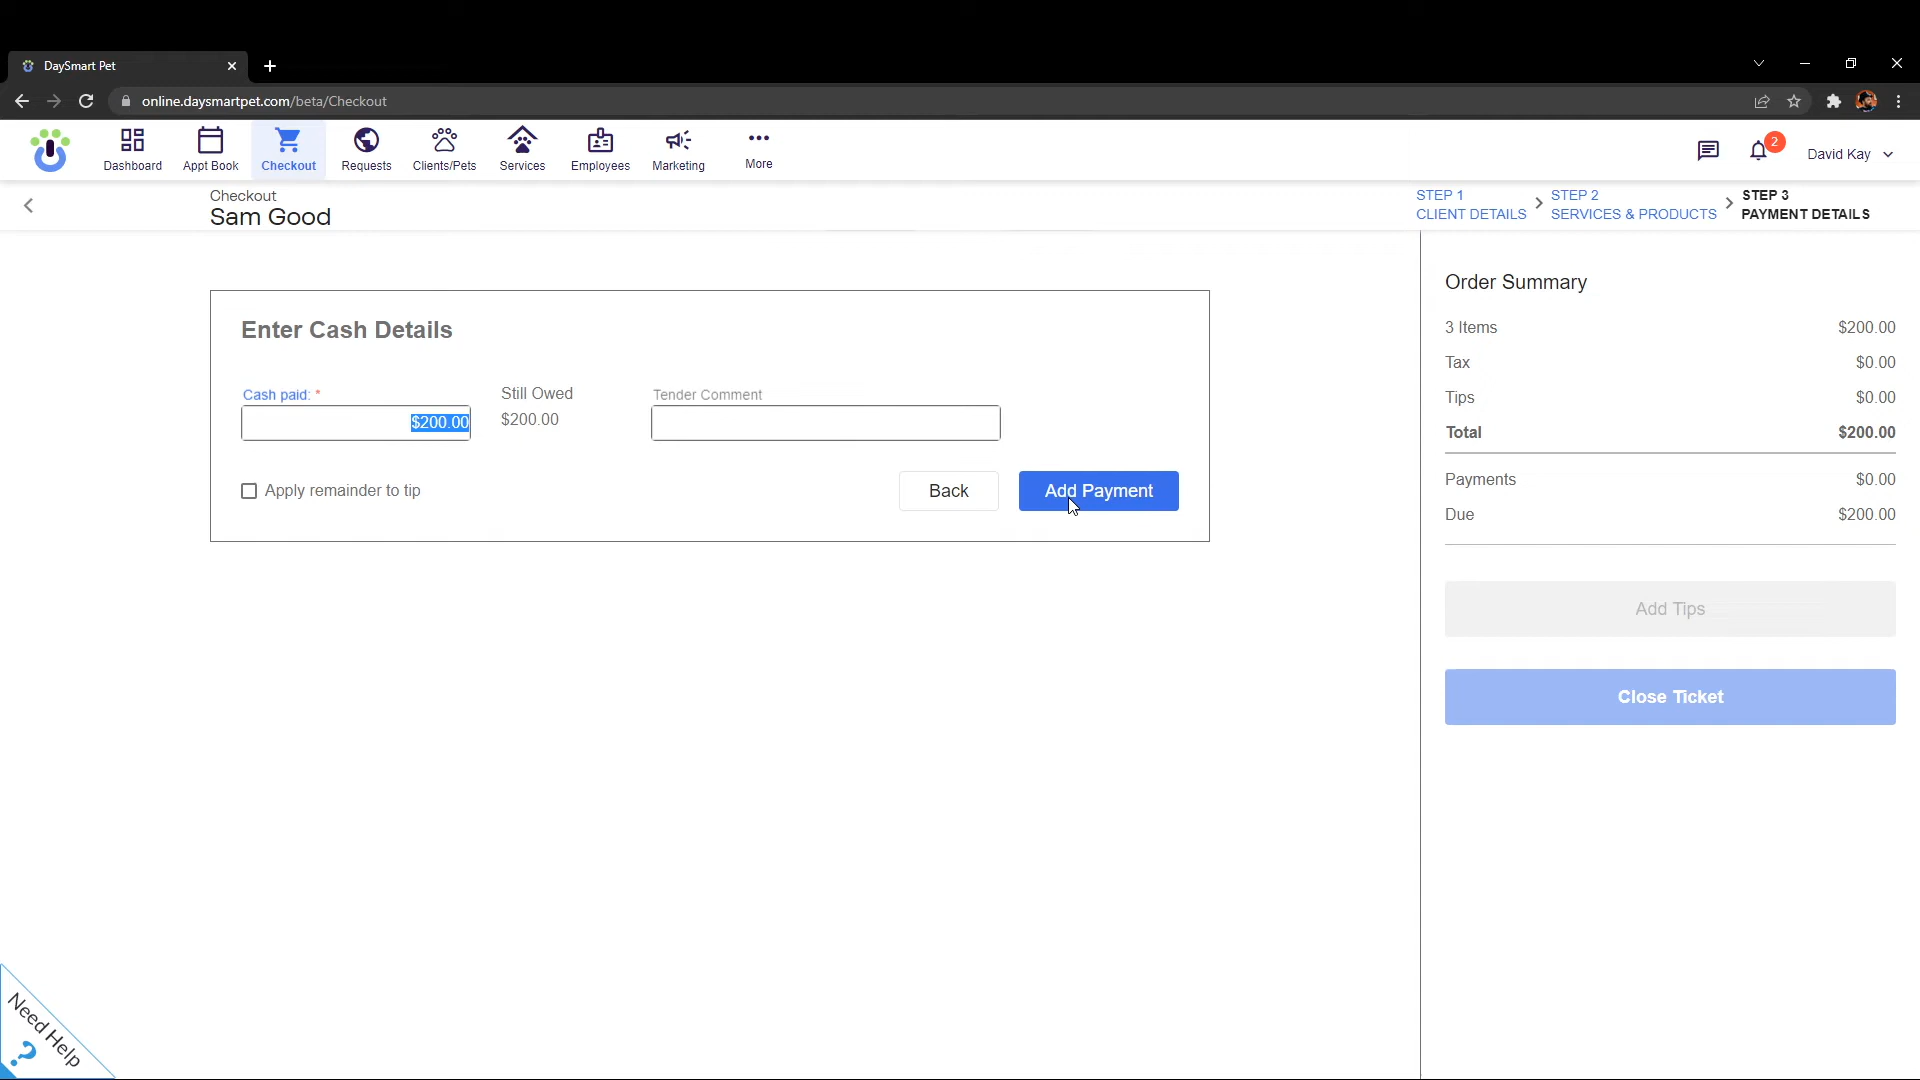 DaySmart Pet
online.daysmartpet.com/beta/Checkout
Dashboard
Appt Book
Checkout
Requests
Clients/Pets
Services
Employees
Marketing
More
2
David Kay
Checkout
Sam Good
STEP 1
CLIENT DETAILS
STEP 2
SERVICES & PRODUCTS
STEP 3
PAYMENT DETAILS
Enter Cash Details
Cash paid: *
$200.00
Still Owed
$200.00
Tender Comment
Apply remainder to tip
Back
Add Payment
Order Summary
3 Items $200.00
Tax $0.00
Tips $0.00
Total $200.00
Payments $0.00
Due $200.00
Add Tips
Close Ticket
Need Help
?